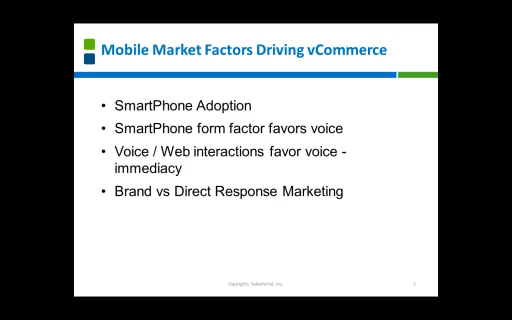 Mobile Market Factors Driving vCommerce
• SmartPhone Adoption
• SmartPhone form factor favors voice
• Voice / Web interactions favor voice -
immediacy
• Brand vs Direct Response Marketing
Copyrights SalesPortal, Inc.
3